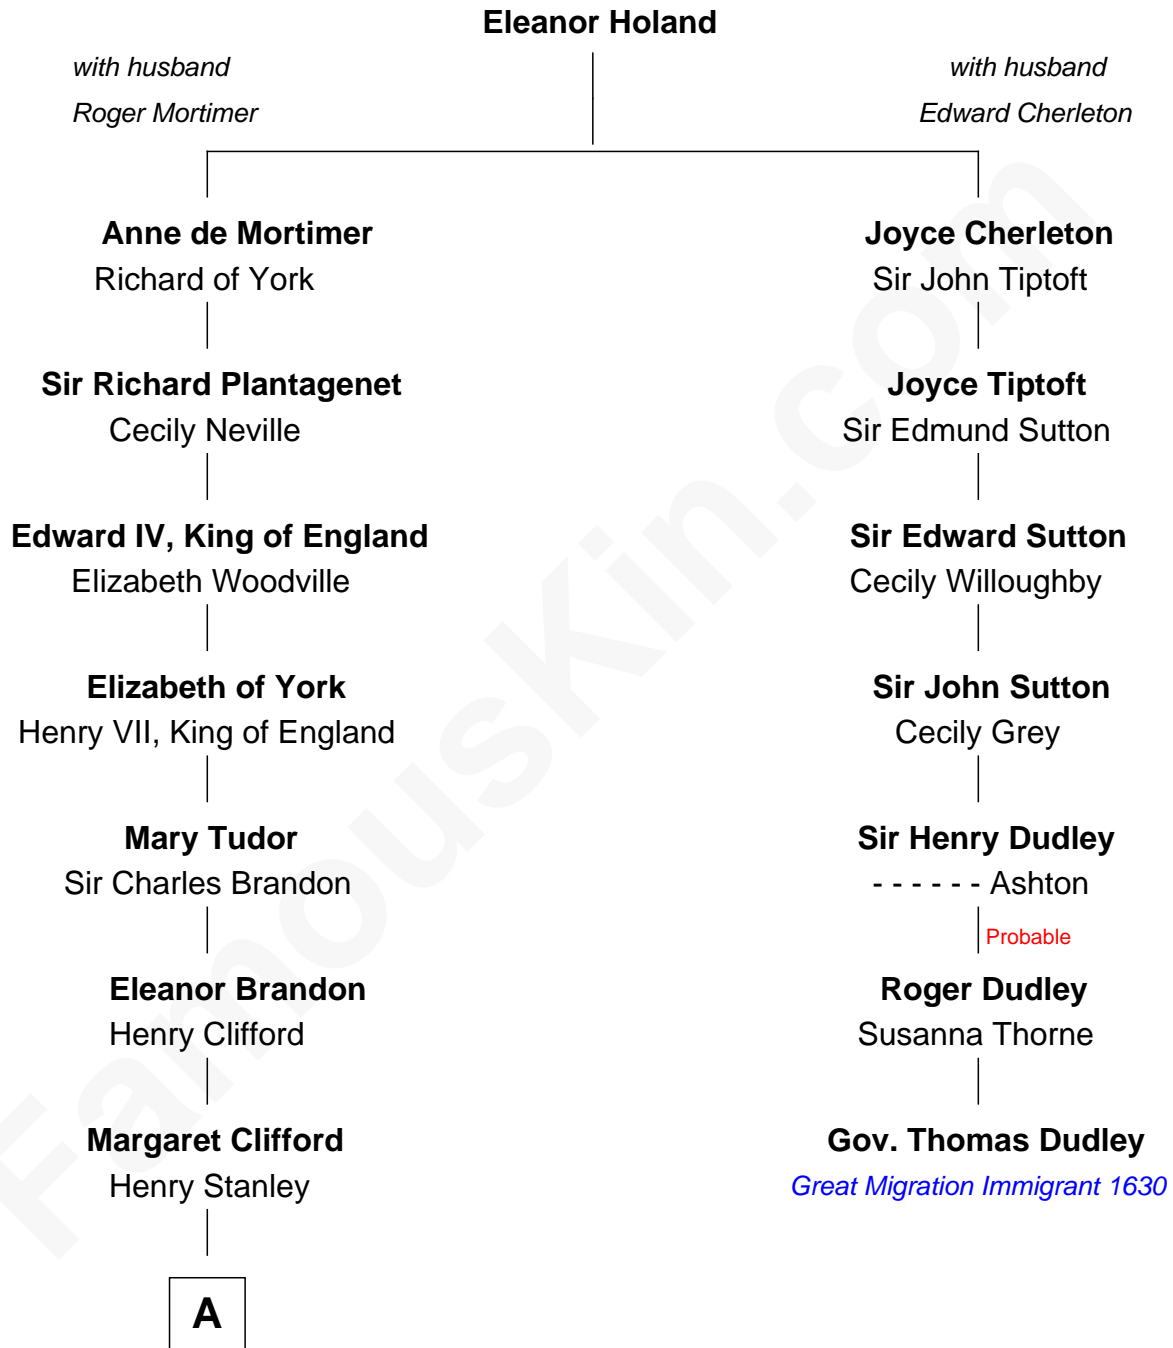 Eleanor Holand
with husband
Roger Mortimer
with husband
Edward Cherleton
Anne de Mortimer
Richard of York
Joyce Cherleton
Sir John Tiptoft
Sir Richard Plantagenet
Cecily Neville
Joyce Tiptoft
Sir Edmund Sutton
Edward IV, King of England
Elizabeth Woodville
Sir Edward Sutton
Cecily Willoughby
Elizabeth of York
Henry VII, King of England
Sir John Sutton
Cecily Grey
Mary Tudor
Sir Charles Brandon
Sir Henry Dudley
- - - - - - Ashton
Probable
Eleanor Brandon
Henry Clifford
Roger Dudley
Susanna Thorne
Margaret Clifford
Henry Stanley
Gov. Thomas Dudley
Great Migration Immigrant 1630
A
FamousKin.com